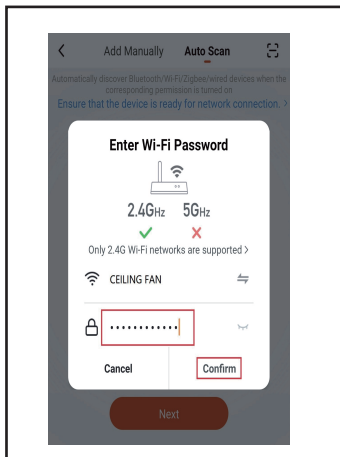 Add Manually Auto Scan
Automatically discover Bluetooth/Wi-Fi/Zigbee/wired devices when the
corresponding permission is turned on
Ensure that the device is ready for network connection. >
Enter Wi-Fi Password
2.4GHz 5GHz
Only 2.4G Wi-Fi networks are supported >
CEILING FAN
Cancel Confirm
Next